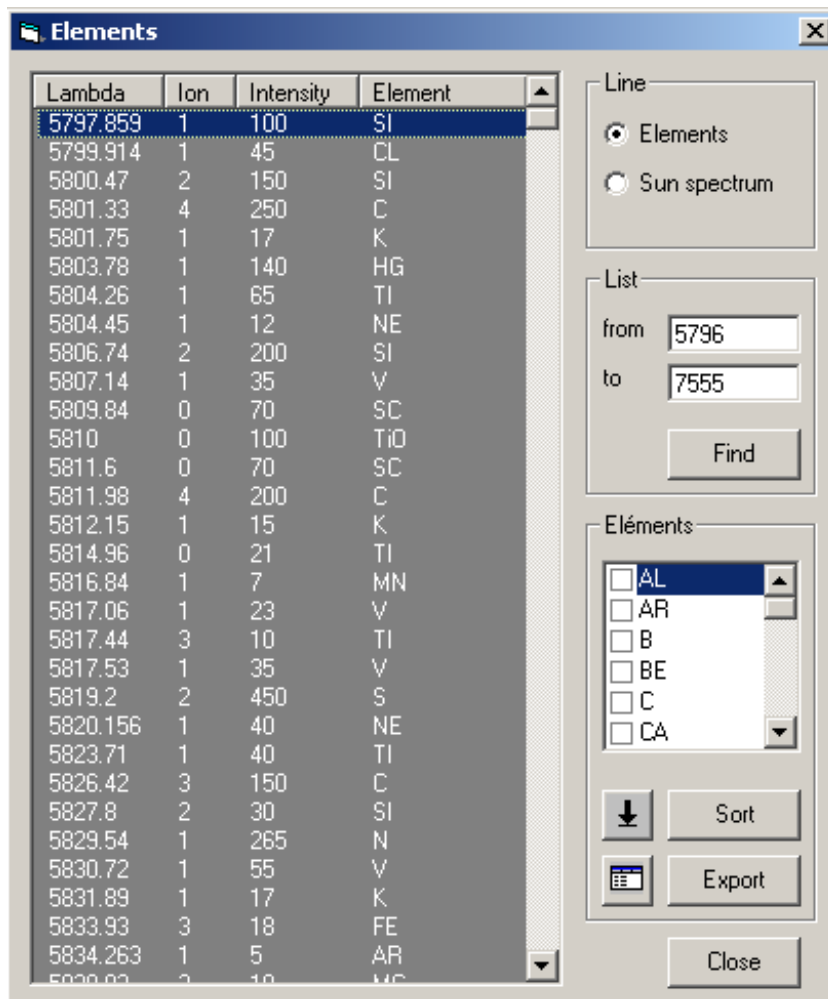 Elements
Lambda Ion Intensity Element
5797.859 1 100 SI
5799.914 1 45 CL
5800.47 2 150 SI
5801.33 4 250 C
5801.75 1 17 K
5803.78 1 140 HG
5804.26 1 65 TI
5804.45 1 12 NE
5806.74 2 200 SI
5807.14 1 35 V
5809.84 0 70 SC
5810 0 100 TiO
5811.6 0 70 SC
5811.98 4 200 C
5812.15 1 15 K
5814.96 0 21 TI
5816.84 1 7 MN
5817.06 1 23 V
5817.44 3 10 TI
5817.53 1 35 V
5819.2 2 450 S
5820.156 1 40 NE
5823.71 1 40 TI
5826.42 3 150 C
5827.8 2 30 SI
5829.54 1 265 N
5830.72 1 55 V
5831.89 1 17 K
5833.93 3 18 FE
5834.263 1 5 AR
Line
Elements
Sun spectrum
List
from 5796
to 7555
Find
Eléments
AL
AR
B
BE
C
CA
Sort
Export
Close